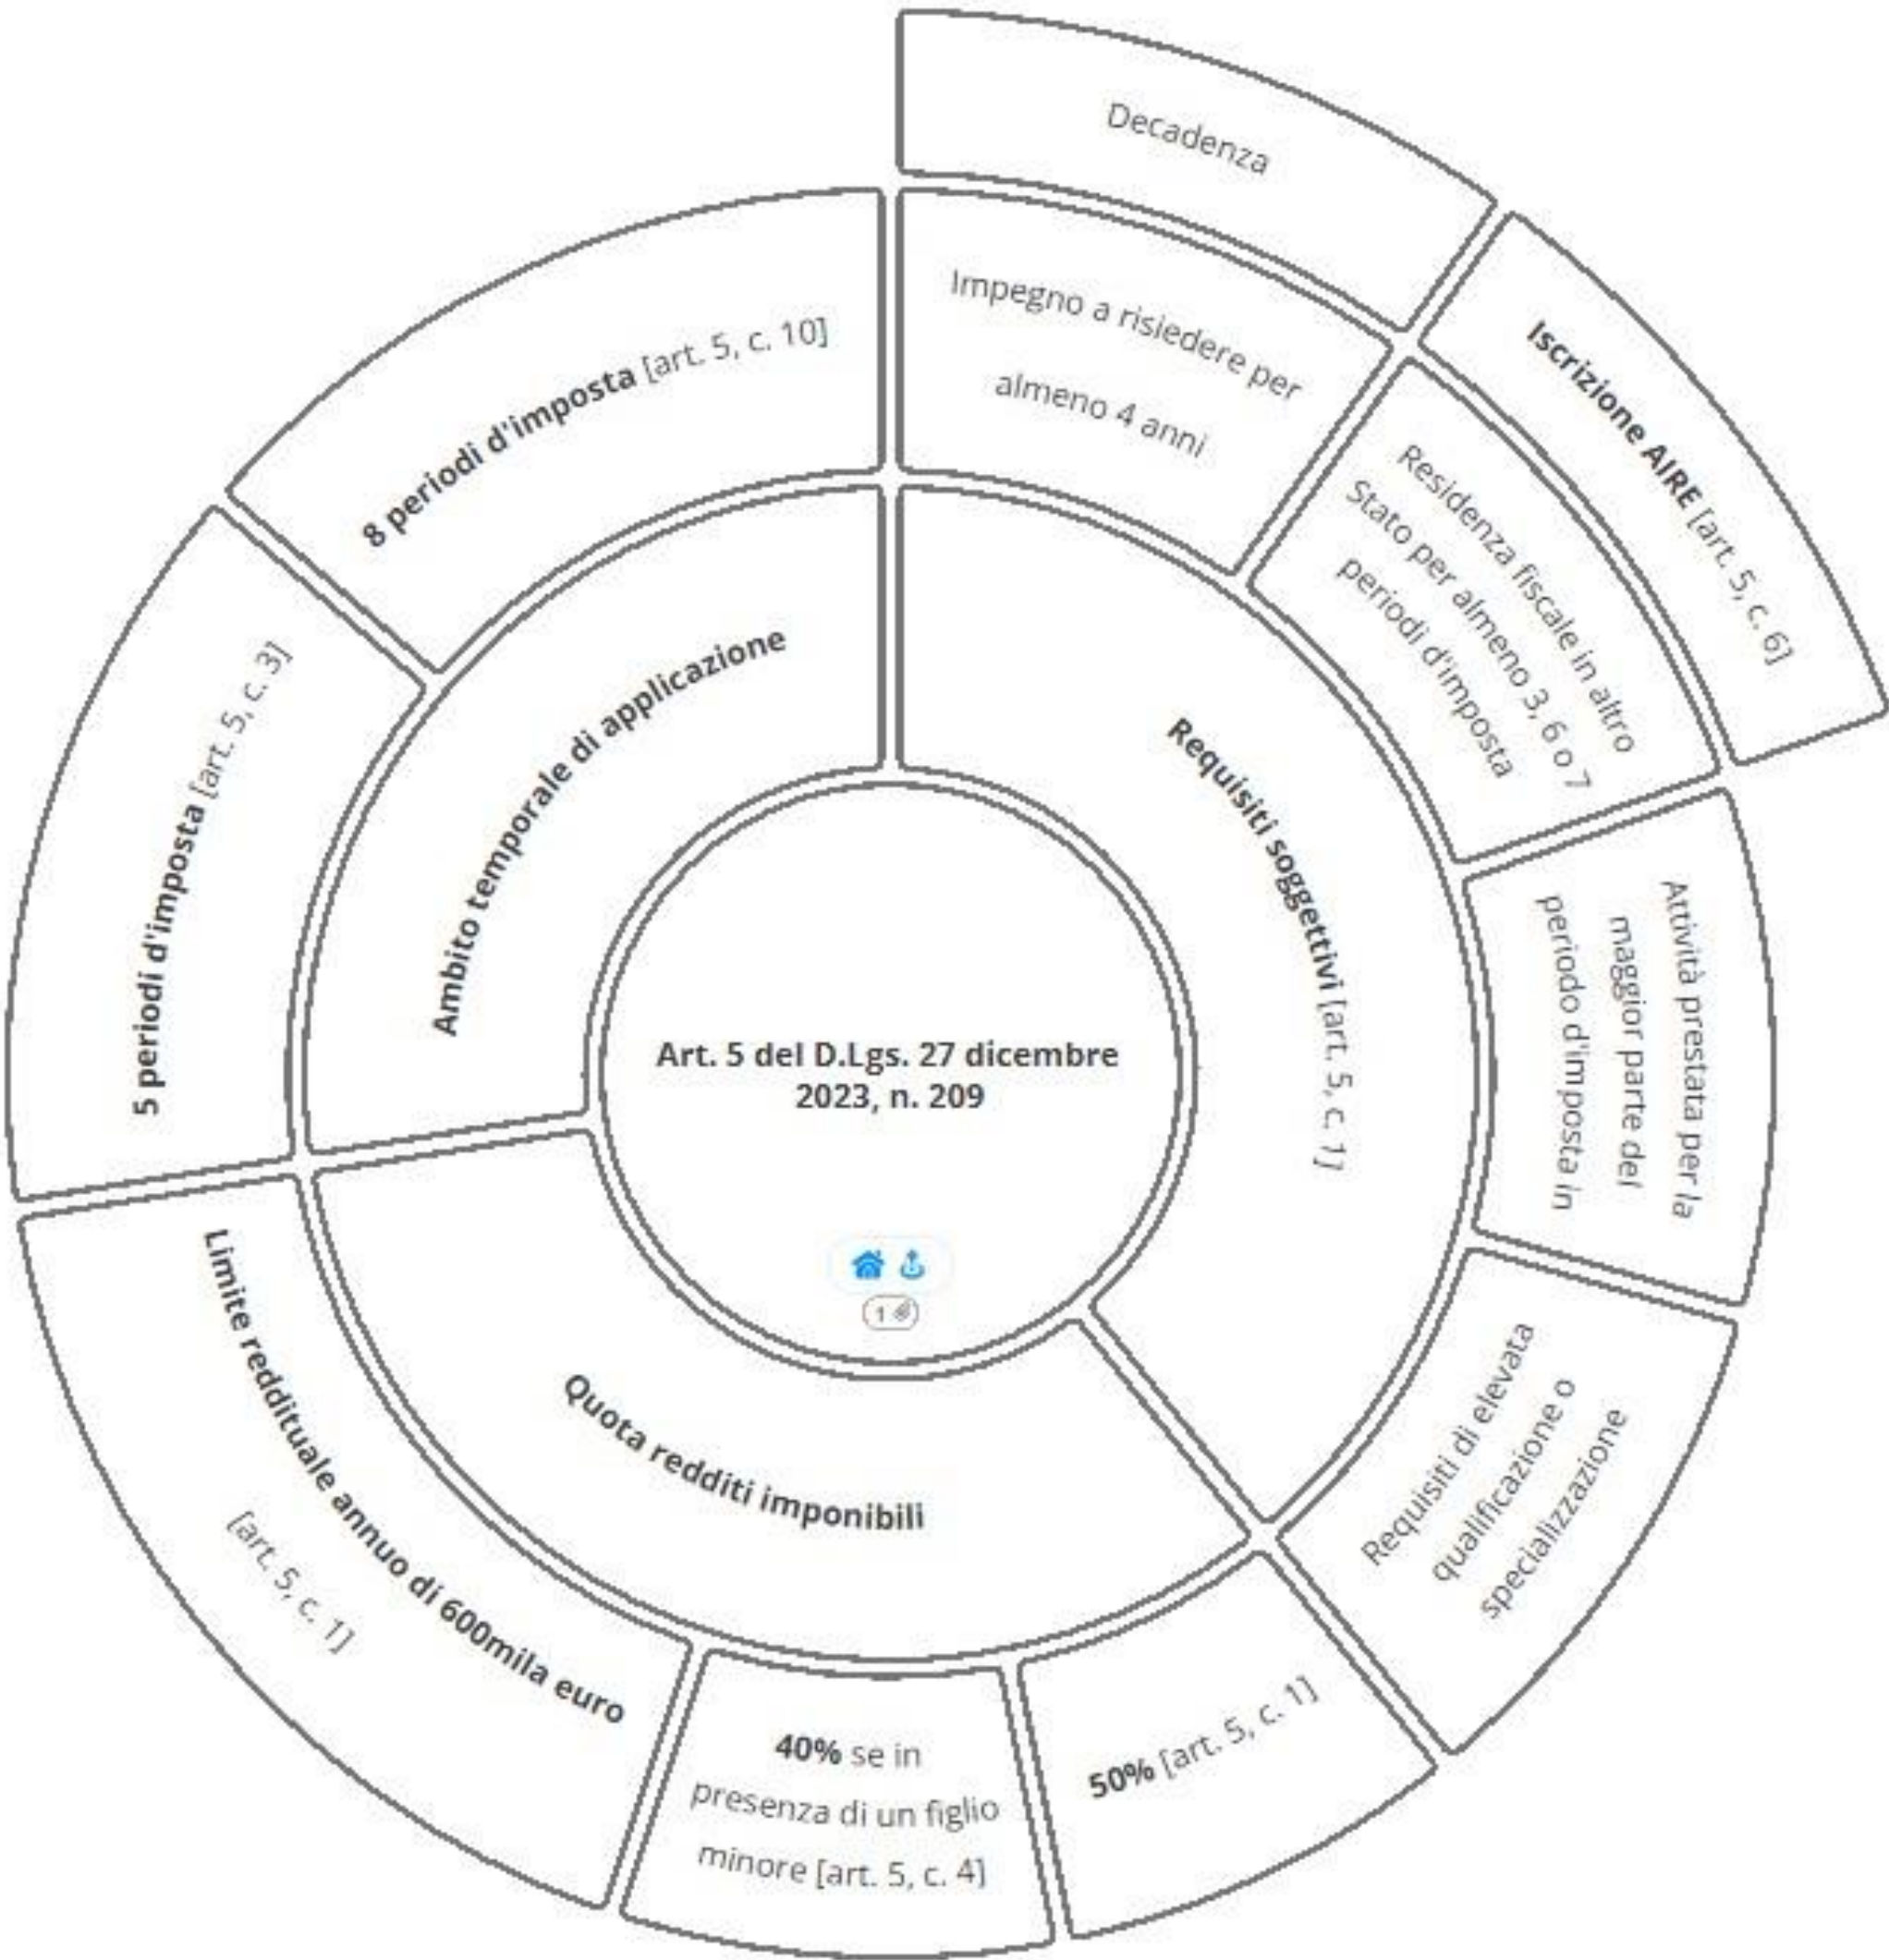 Art. 5 del D.Lgs. 27 dicembre
2023, n. 209
1
Requisiti soggettivi [art. 5, c. 1]
Impegno a risiedere per
almeno 4 anni
Decadenza
Residenza fiscale in altro
Stato per almeno 3, 6 o 7
periodi d'imposta
Iscrizione AIRE [art. 5, c. 6]
Attività prestata per la
maggior parte del
periodo d'imposta in
Requisiti di elevata
qualificazione o
specializzazione
Quota redditi imponibili
50% [art. 5, c. 1]
40% se in
presenza di un figlio
minore [art. 5, c. 4]
Limite reddituale annuo di 600mila euro
[art. 5, c. 1]
Ambito temporale di applicazione
5 periodi d'imposta [art. 5, c. 3]
8 periodi d'imposta [art. 5, c. 10]